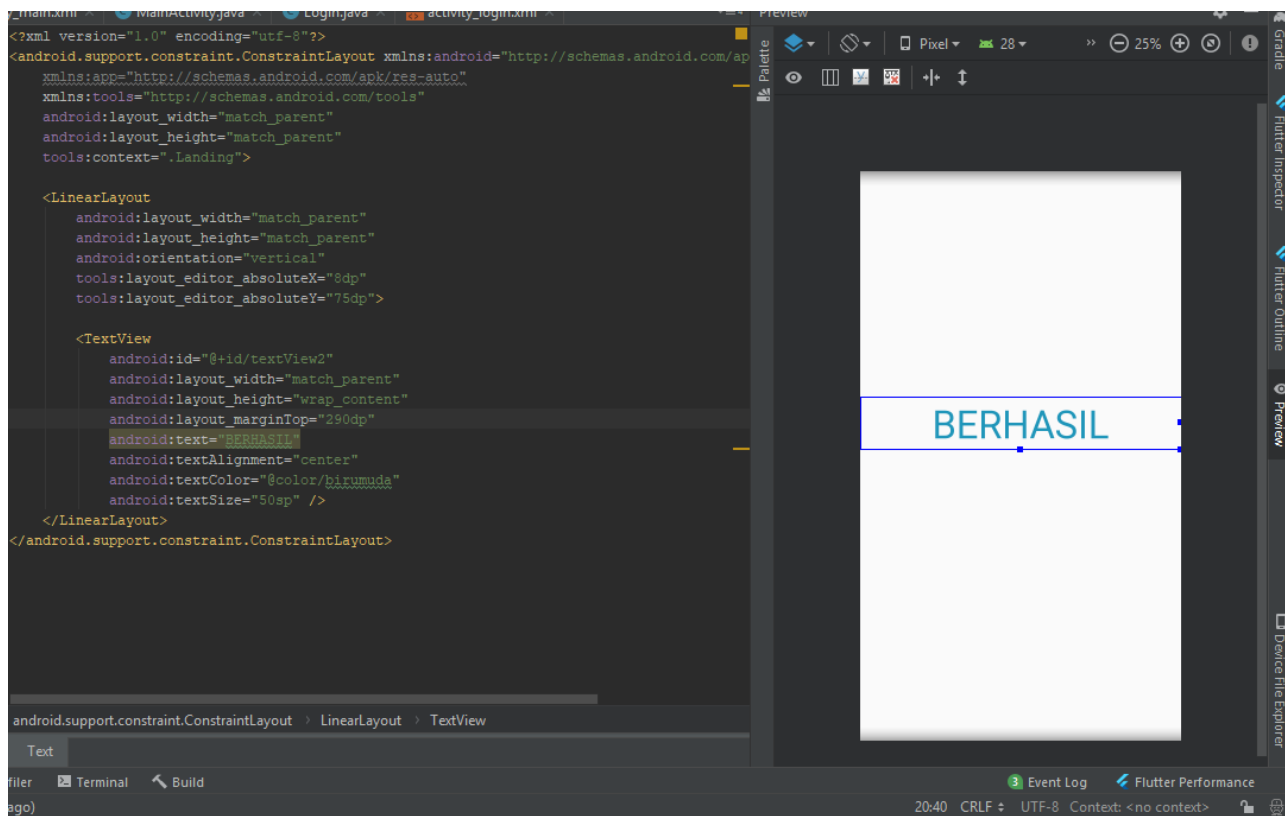 y_main.xml MainActivity.java Login.java activity_login.xml
<?xml version="1.0" encoding="utf-8"?>
<android.support.constraint.ConstraintLayout xmlns:android="http://schemas.android.com/ap
xmlns:app="http://schemas.android.com/apk/res-auto"
xmlns:tools="http://schemas.android.com/tools"
android:layout_width="match_parent"
android:layout_height="match_parent"
tools:context=".Landing">
<LinearLayout
android:layout_width="match_parent"
android:layout_height="match_parent"
android:orientation="vertical"
tools:layout_editor_absoluteX="8dp"
tools:layout_editor_absoluteY="75dp">
<TextView
android:id="@+id/textView2"
android:layout_width="match_parent"
android:layout_height="wrap_content"
android:layout_marginTop="290dp"
android:text="BERHASIL"
android:textAlignment="center"
android:textColor="@color/birumuda"
android:textSize="50sp" />
</LinearLayout>
</android.support.constraint.ConstraintLayout>
android.support.constraint.ConstraintLayout › LinearLayout › TextView
Text
Preview
Palette
Pixel 28 » 25%
BERHASIL
Gradle
Flutter Inspector
Flutter Outline
Preview
Device File Explorer
filer Terminal Build 3 Event Log Flutter Performance
ago) 20:40 CRLF UTF-8 Context: <no context>